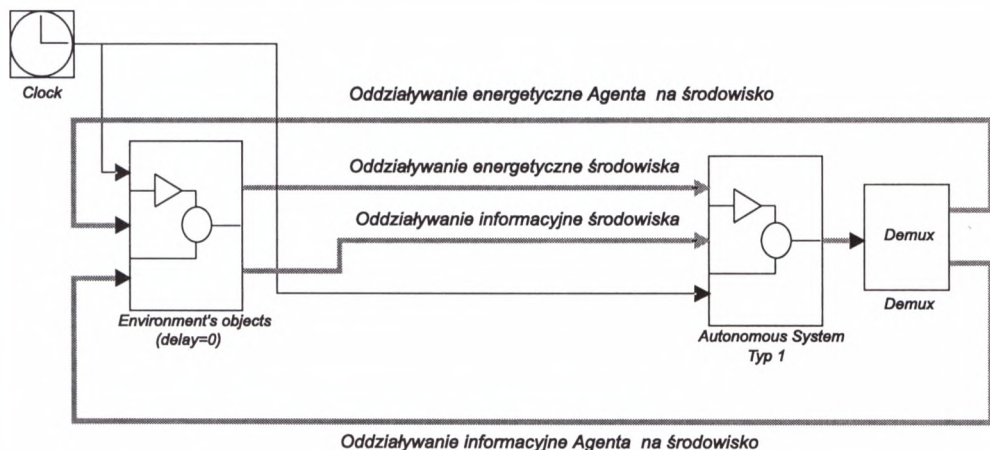 Clock
Oddziaływanie energetyczne Agenta na środowisko
Oddziaływanie energetyczne środowiska
Oddziaływanie informacyjne środowiska
Demux
Environment's objects
(delay=0)
Autonomous System
Typ 1
Demux
Oddziaływanie informacyjne Agenta na środowisko